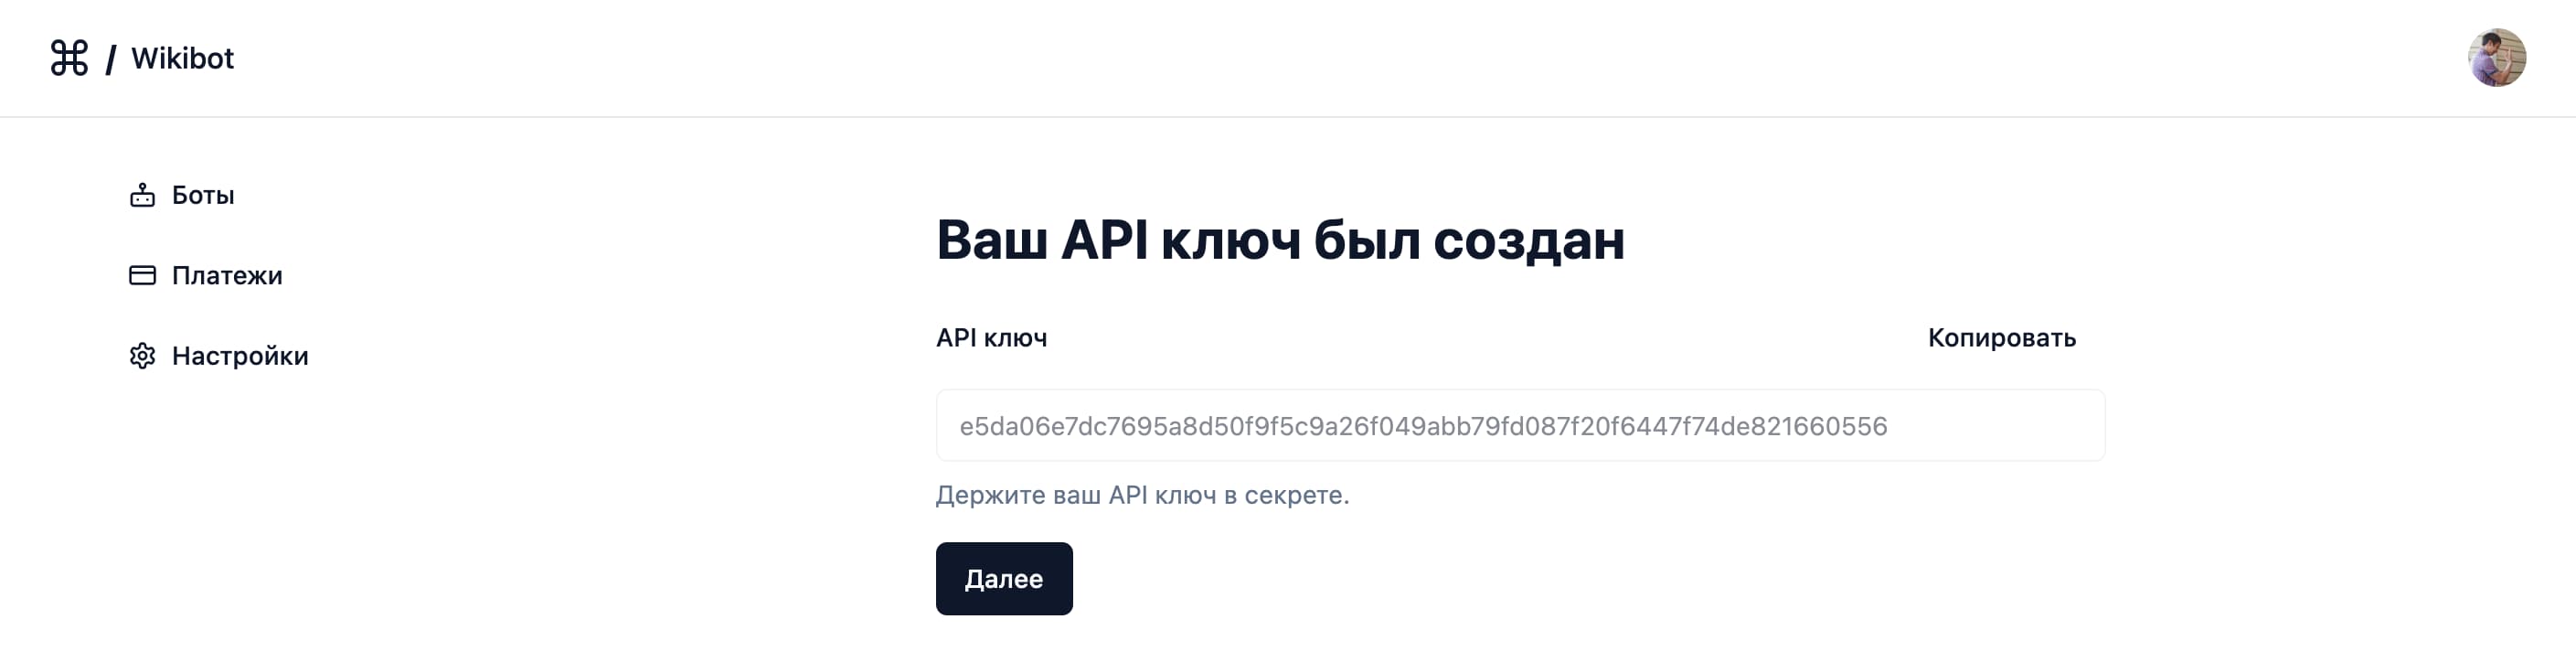 / Wikibot
Боты
Платежи
Настройки
Ваш API ключ был создан
API ключ
Копировать
e5da06e7dc7695a8d50f9f5c9a26f049abb79fd087f20f6447f74de821660556
Держите ваш API ключ в секрете.
Далее